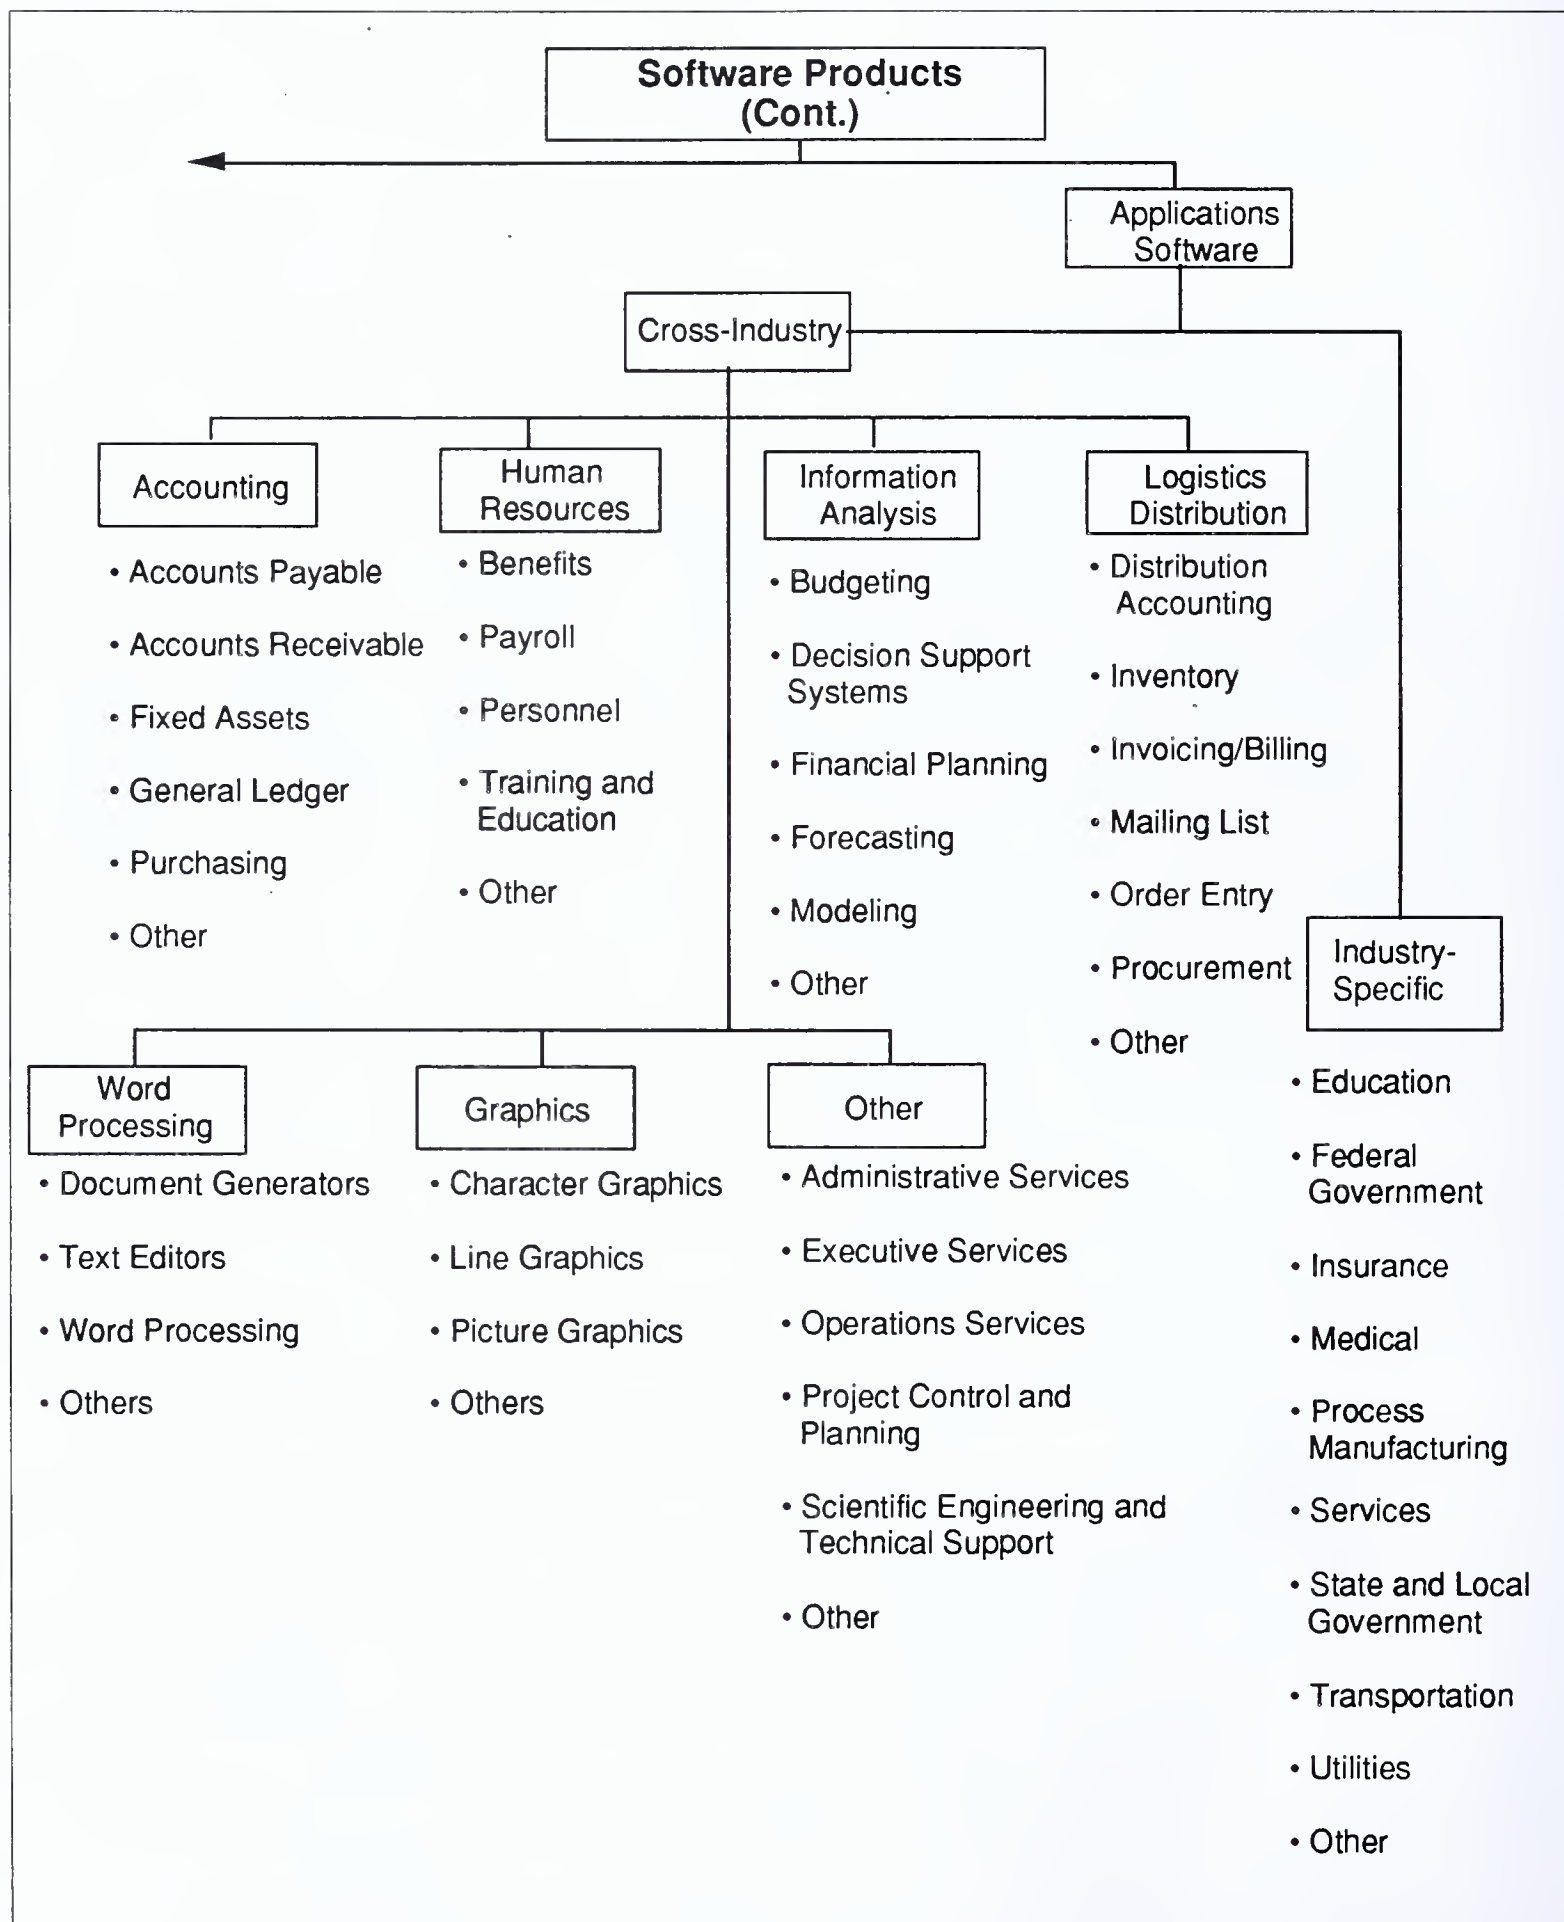 Software Products
(Cont.)
Applications
Software
Cross-Industry
Accounting
• Accounts Payable
• Accounts Receivable
• Fixed Assets
• General Ledger
• Purchasing
• Other
Human
Resources
• Benefits
• Payroll
• Personnel
• Training and
Education
• Other
Information
Analysis
• Budgeting
• Decision Support
Systems
• Financial Planning
• Forecasting
• Modeling
• Other
Logistics
Distribution
• Distribution
Accounting
• Inventory
• Invoicing/Billing
• Mailing List
• Order Entry
• Procurement
• Other
Industry-
Specific
• Education
• Federal
Government
• Insurance
• Medical
• Process
Manufacturing
• Services
• State and Local
Government
• Transportation
• Utilities
• Other
Word
Processing
• Document Generators
• Text Editors
• Word Processing
• Others
Graphics
• Character Graphics
• Line Graphics
• Picture Graphics
• Others
Other
• Administrative Services
• Executive Services
• Operations Services
• Project Control and
Planning
• Scientific Engineering and
Technical Support
• Other